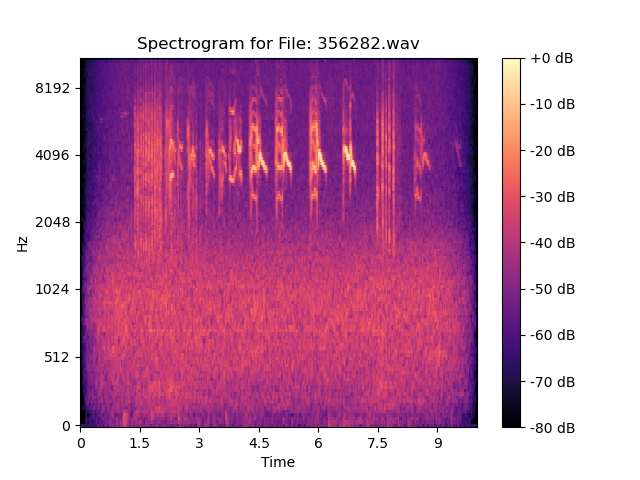 Spectrogram for File: 356282.wav
8192
4096
2048
1024
512
0
Hz
0 1.5 3 4.5 6 7.5 9
Time
+0 dB
-10 dB
-20 dB
-30 dB
-40 dB
-50 dB
-60 dB
-70 dB
-80 dB